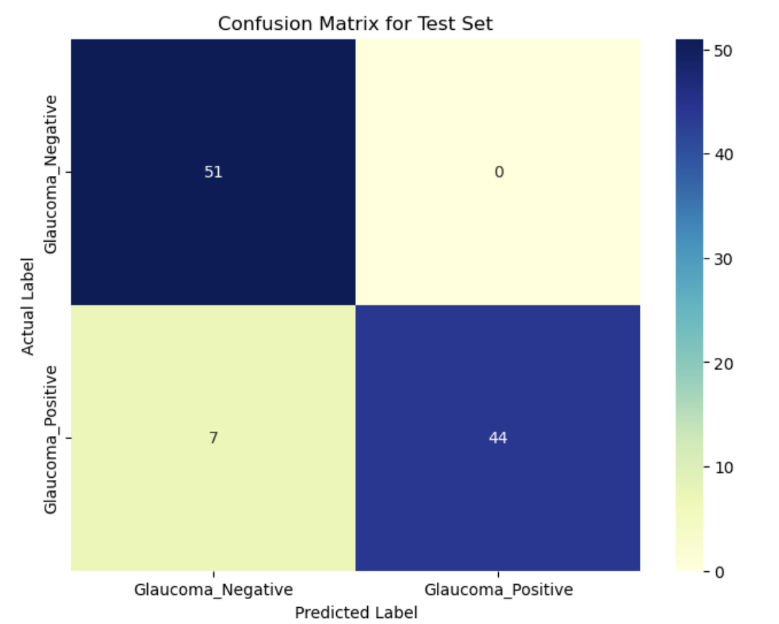 Confusion Matrix for Test Set
Actual Label
Glaucoma_Negative
Glaucoma_Positive
51
0
7
44
Glaucoma_Negative
Glaucoma_Positive
Predicted Label
50
40
30
20
10
0